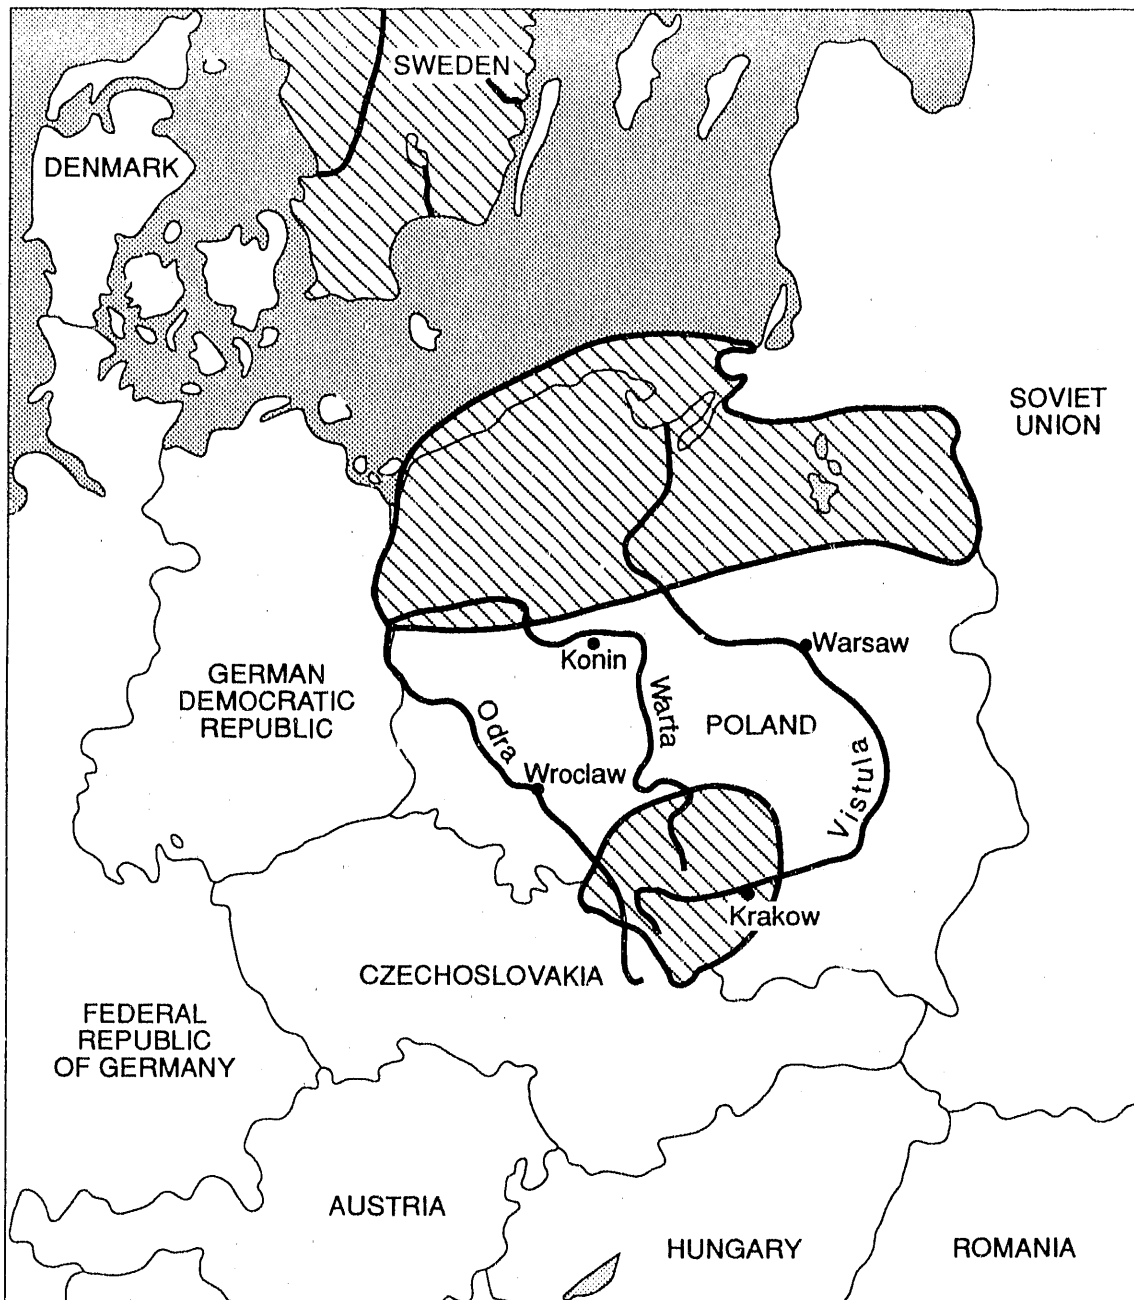 SWEDEN
DENMARK
SOVIET
UNION
Warsaw
Konin
GERMAN
DEMOCRATIC
REPUBLIC
Odra
Warta
POLAND
Wroclaw
Vistula
Krakow
CZECHOSLOVAKIA
FEDERAL
REPUBLIC
OF GERMANY
AUSTRIA
HUNGARY
ROMANIA